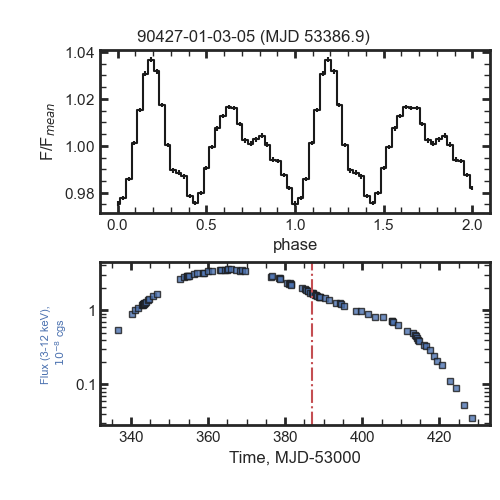 90427-01-03-05 (MJD 53386.9)
F/F_mean
1.04
1.02
1.00
0.98
0.0 0.5 1.0 1.5 2.0
phase
Flux (3-12 keV),
10⁻⁸ cgs
1
0.1
340 360 380 400 420
Time, MJD-53000